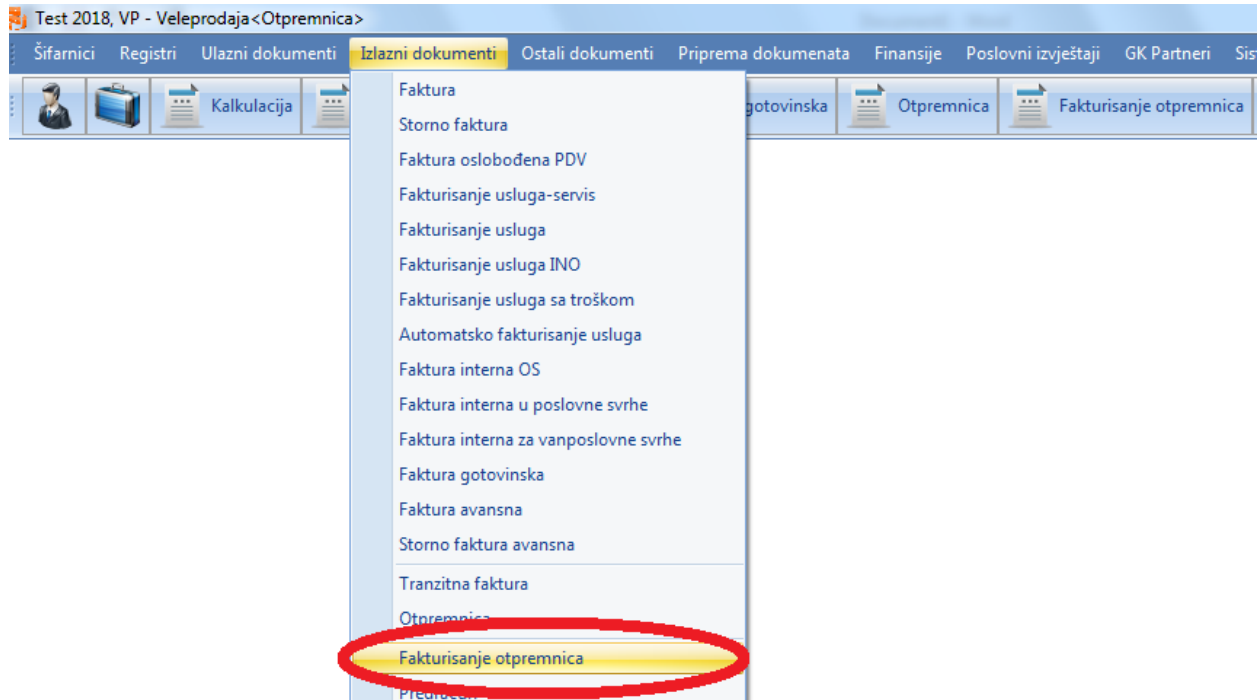 Test 2018, VP - Veleprodaja<Otpremnica>
Šifarnici Registri Ulazni dokumenti Izlazni dokumenti Ostali dokumenti Priprema dokumenata Finansije Poslovni izvještaji GK Partneri Sis
Kalkulacija gotovinska Otpremnica Fakturisanje otpremnica
Faktura
Storno faktura
Faktura oslobođena PDV
Fakturisanje usluga-servis
Fakturisanje usluga
Fakturisanje usluga INO
Fakturisanje usluga sa troškom
Automatsko fakturisanje usluga
Faktura interna OS
Faktura interna u poslovne svrhe
Faktura interna za vanposlovne svrhe
Faktura gotovinska
Faktura avansna
Storno faktura avansna
Tranzitna faktura
Otpremnica
Fakturisanje otpremnica
Predračun